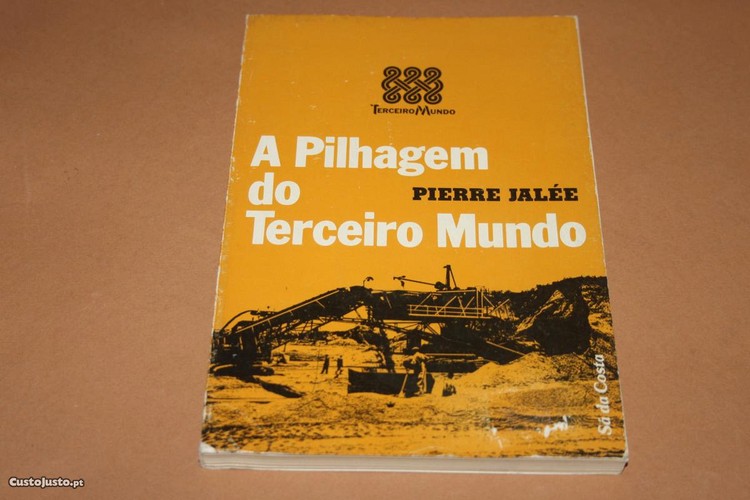 TERCEIRO MUNDO
A Pilhagem
do
PIERRE JALÉE
Terceiro Mundo
Sá da Costa
CustoJusto.pt